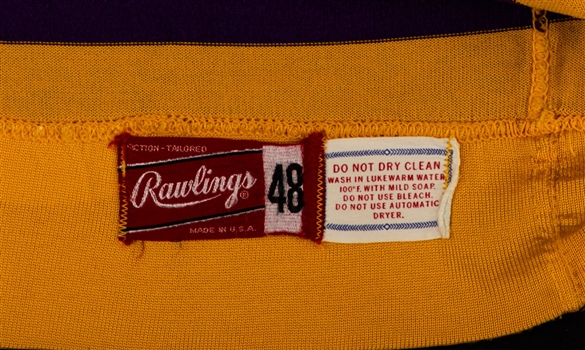 ACTION-TAILORED
Rawlings®
48
MADE IN U.S.A.
DO NOT DRY CLEAN
WASH IN LUKEWARM WATER
100°F. WITH MILD SOAP.
DO NOT USE BLEACH.
DO NOT USE AUTOMATIC
DRYER.